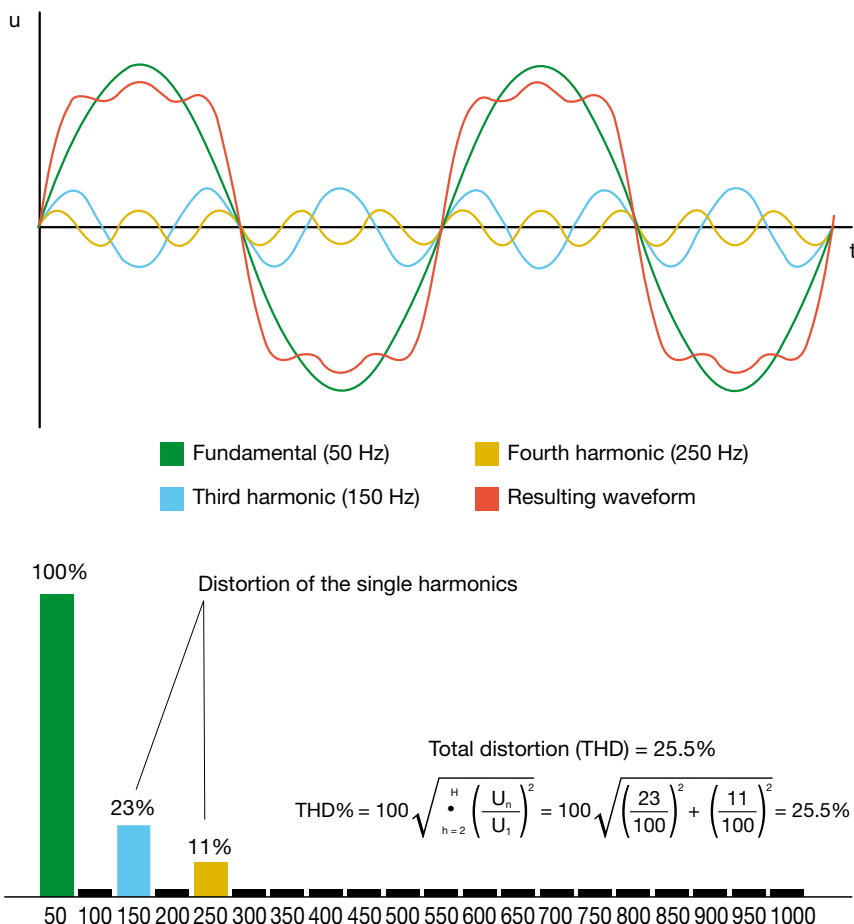 u
t
Fundamental (50 Hz)
Fourth harmonic (250 Hz)
Third harmonic (150 Hz)
Resulting waveform
100%
Distortion of the single harmonics
Total distortion (THD) = 25.5%
THD% = 100 √ H • h = 2 (Un/U1)² = 100 √ (23/100)² + (11/100)² = 25.5%
23%
11%
50 100 150 200 250 300 350 400 450 500 550 600 650 700 750 800 850 900 950 1000